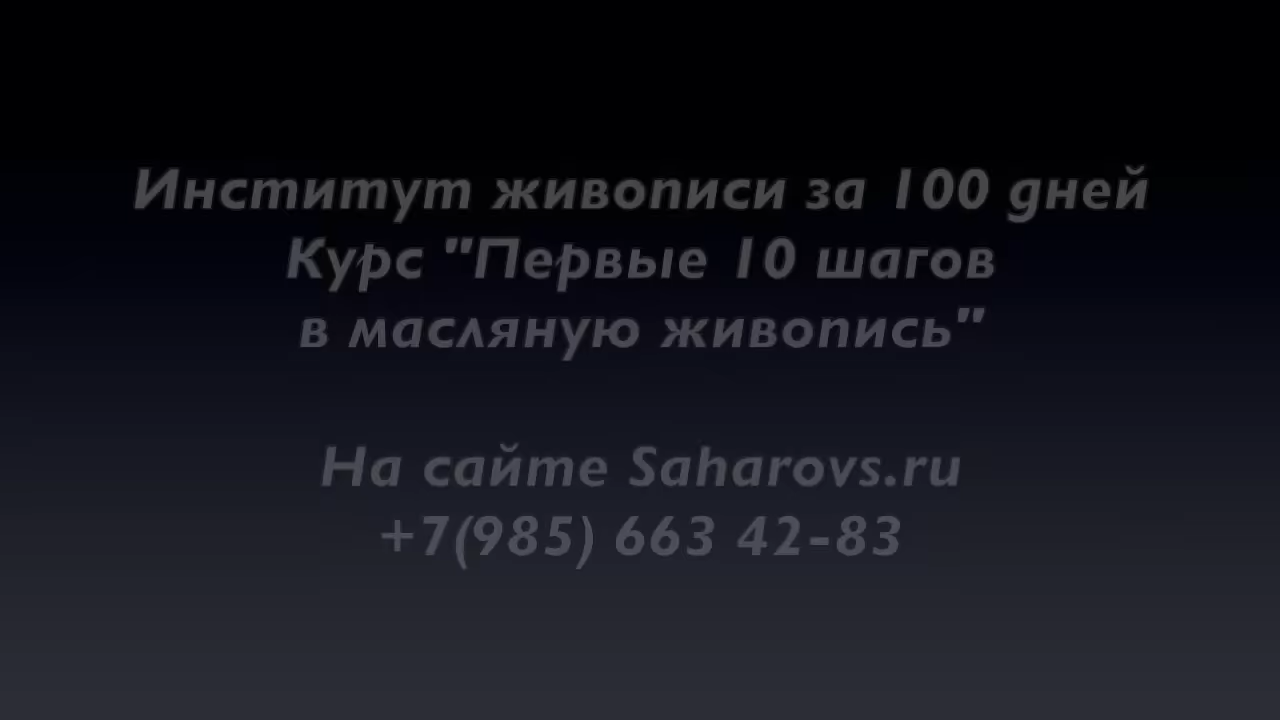 Институт живописи за 100 дней
Курс "Первые 10 шагов
в масляную живопись"
На сайте Saharovs.ru
+7(985) 663 42-83